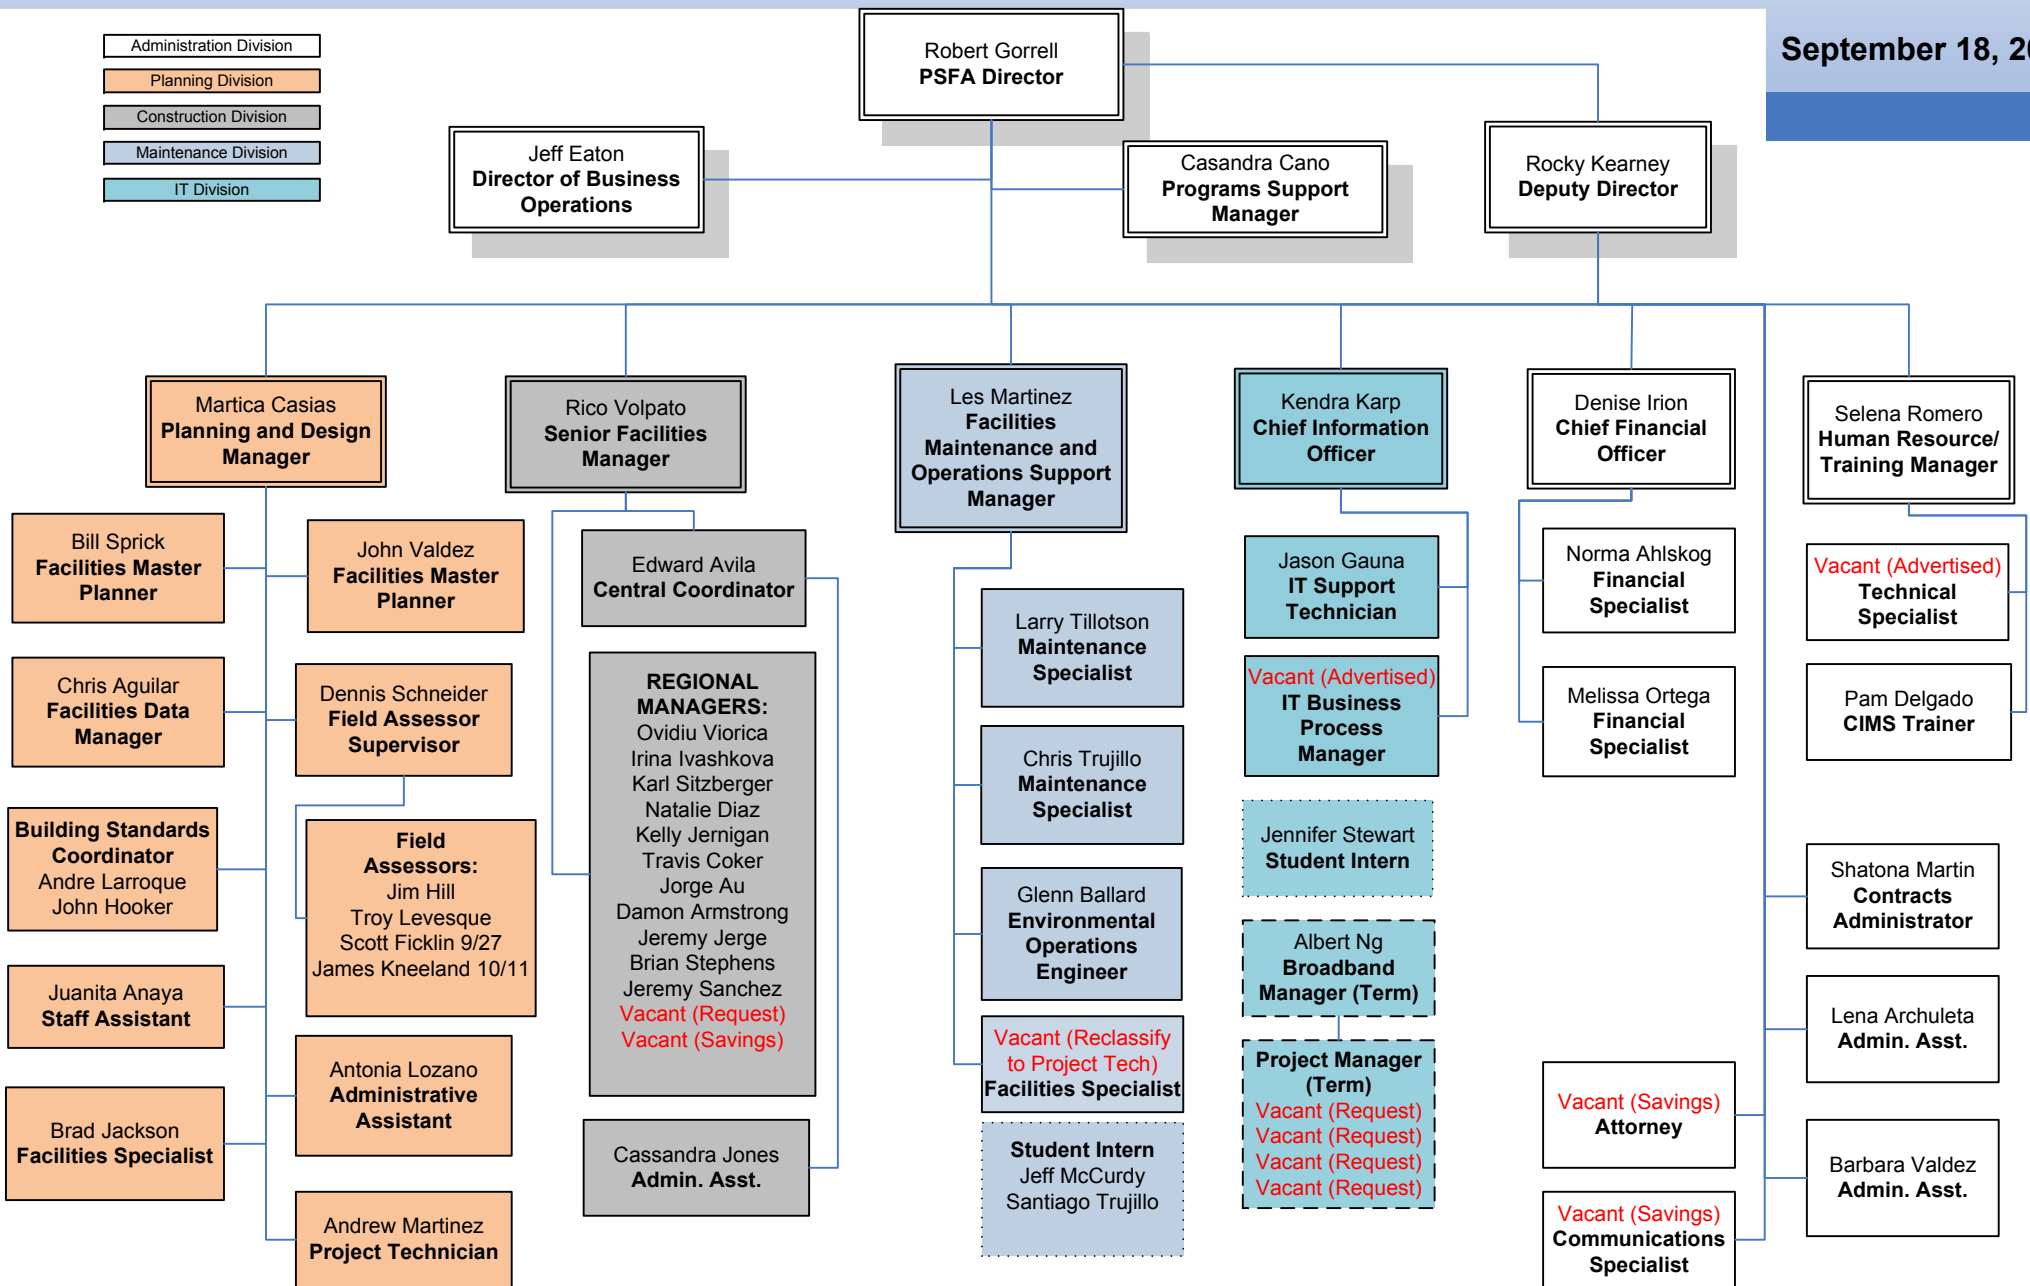 September 18, 20
Administration Division
Planning Division
Construction Division
Maintenance Division
IT Division
Robert Gorrell
PSFA Director
Jeff Eaton
Director of Business
Operations
Casandra Cano
Programs Support
Manager
Rocky Kearney
Deputy Director
Martica Casias
Planning and Design
Manager
Rico Volpato
Senior Facilities
Manager
Les Martinez
Facilities
Maintenance and
Operations Support
Manager
Kendra Karp
Chief Information
Officer
Denise Irion
Chief Financial
Officer
Selena Romero
Human Resource/
Training Manager
Bill Sprick
Facilities Master
Planner
John Valdez
Facilities Master
Planner
Chris Aguilar
Facilities Data
Manager
Dennis Schneider
Field Assessor
Supervisor
Building Standards
Coordinator
Andre Larroque
John Hooker
Field
Assessors:
Jim Hill
Troy Levesque
Scott Ficklin 9/27
James Kneeland 10/11
Juanita Anaya
Staff Assistant
Antonia Lozano
Administrative
Assistant
Brad Jackson
Facilities Specialist
Andrew Martinez
Project Technician
Edward Avila
Central Coordinator
REGIONAL
MANAGERS:
Ovidiu Viorica
Irina Ivashkova
Karl Sitzberger
Natalie Diaz
Kelly Jernigan
Travis Coker
Jorge Au
Damon Armstrong
Jeremy Jerge
Brian Stephens
Jeremy Sanchez
Vacant (Request)
Vacant (Savings)
Cassandra Jones
Admin. Asst.
Larry Tillotson
Maintenance
Specialist
Chris Trujillo
Maintenance
Specialist
Glenn Ballard
Environmental
Operations
Engineer
Vacant (Reclassify
to Project Tech)
Facilities Specialist
Student Intern
Jeff McCurdy
Santiago Trujillo
Jason Gauna
IT Support
Technician
Vacant (Advertised)
IT Business
Process
Manager
Jennifer Stewart
Student Intern
Albert Ng
Broadband
Manager (Term)
Project Manager
(Term)
Vacant (Request)
Vacant (Request)
Vacant (Request)
Vacant (Request)
Norma Ahlskog
Financial
Specialist
Melissa Ortega
Financial
Specialist
Vacant (Savings)
Attorney
Vacant (Savings)
Communications
Specialist
Vacant (Advertised)
Technical
Specialist
Pam Delgado
CIMS Trainer
Shatona Martin
Contracts
Administrator
Lena Archuleta
Admin. Asst.
Barbara Valdez
Admin. Asst.